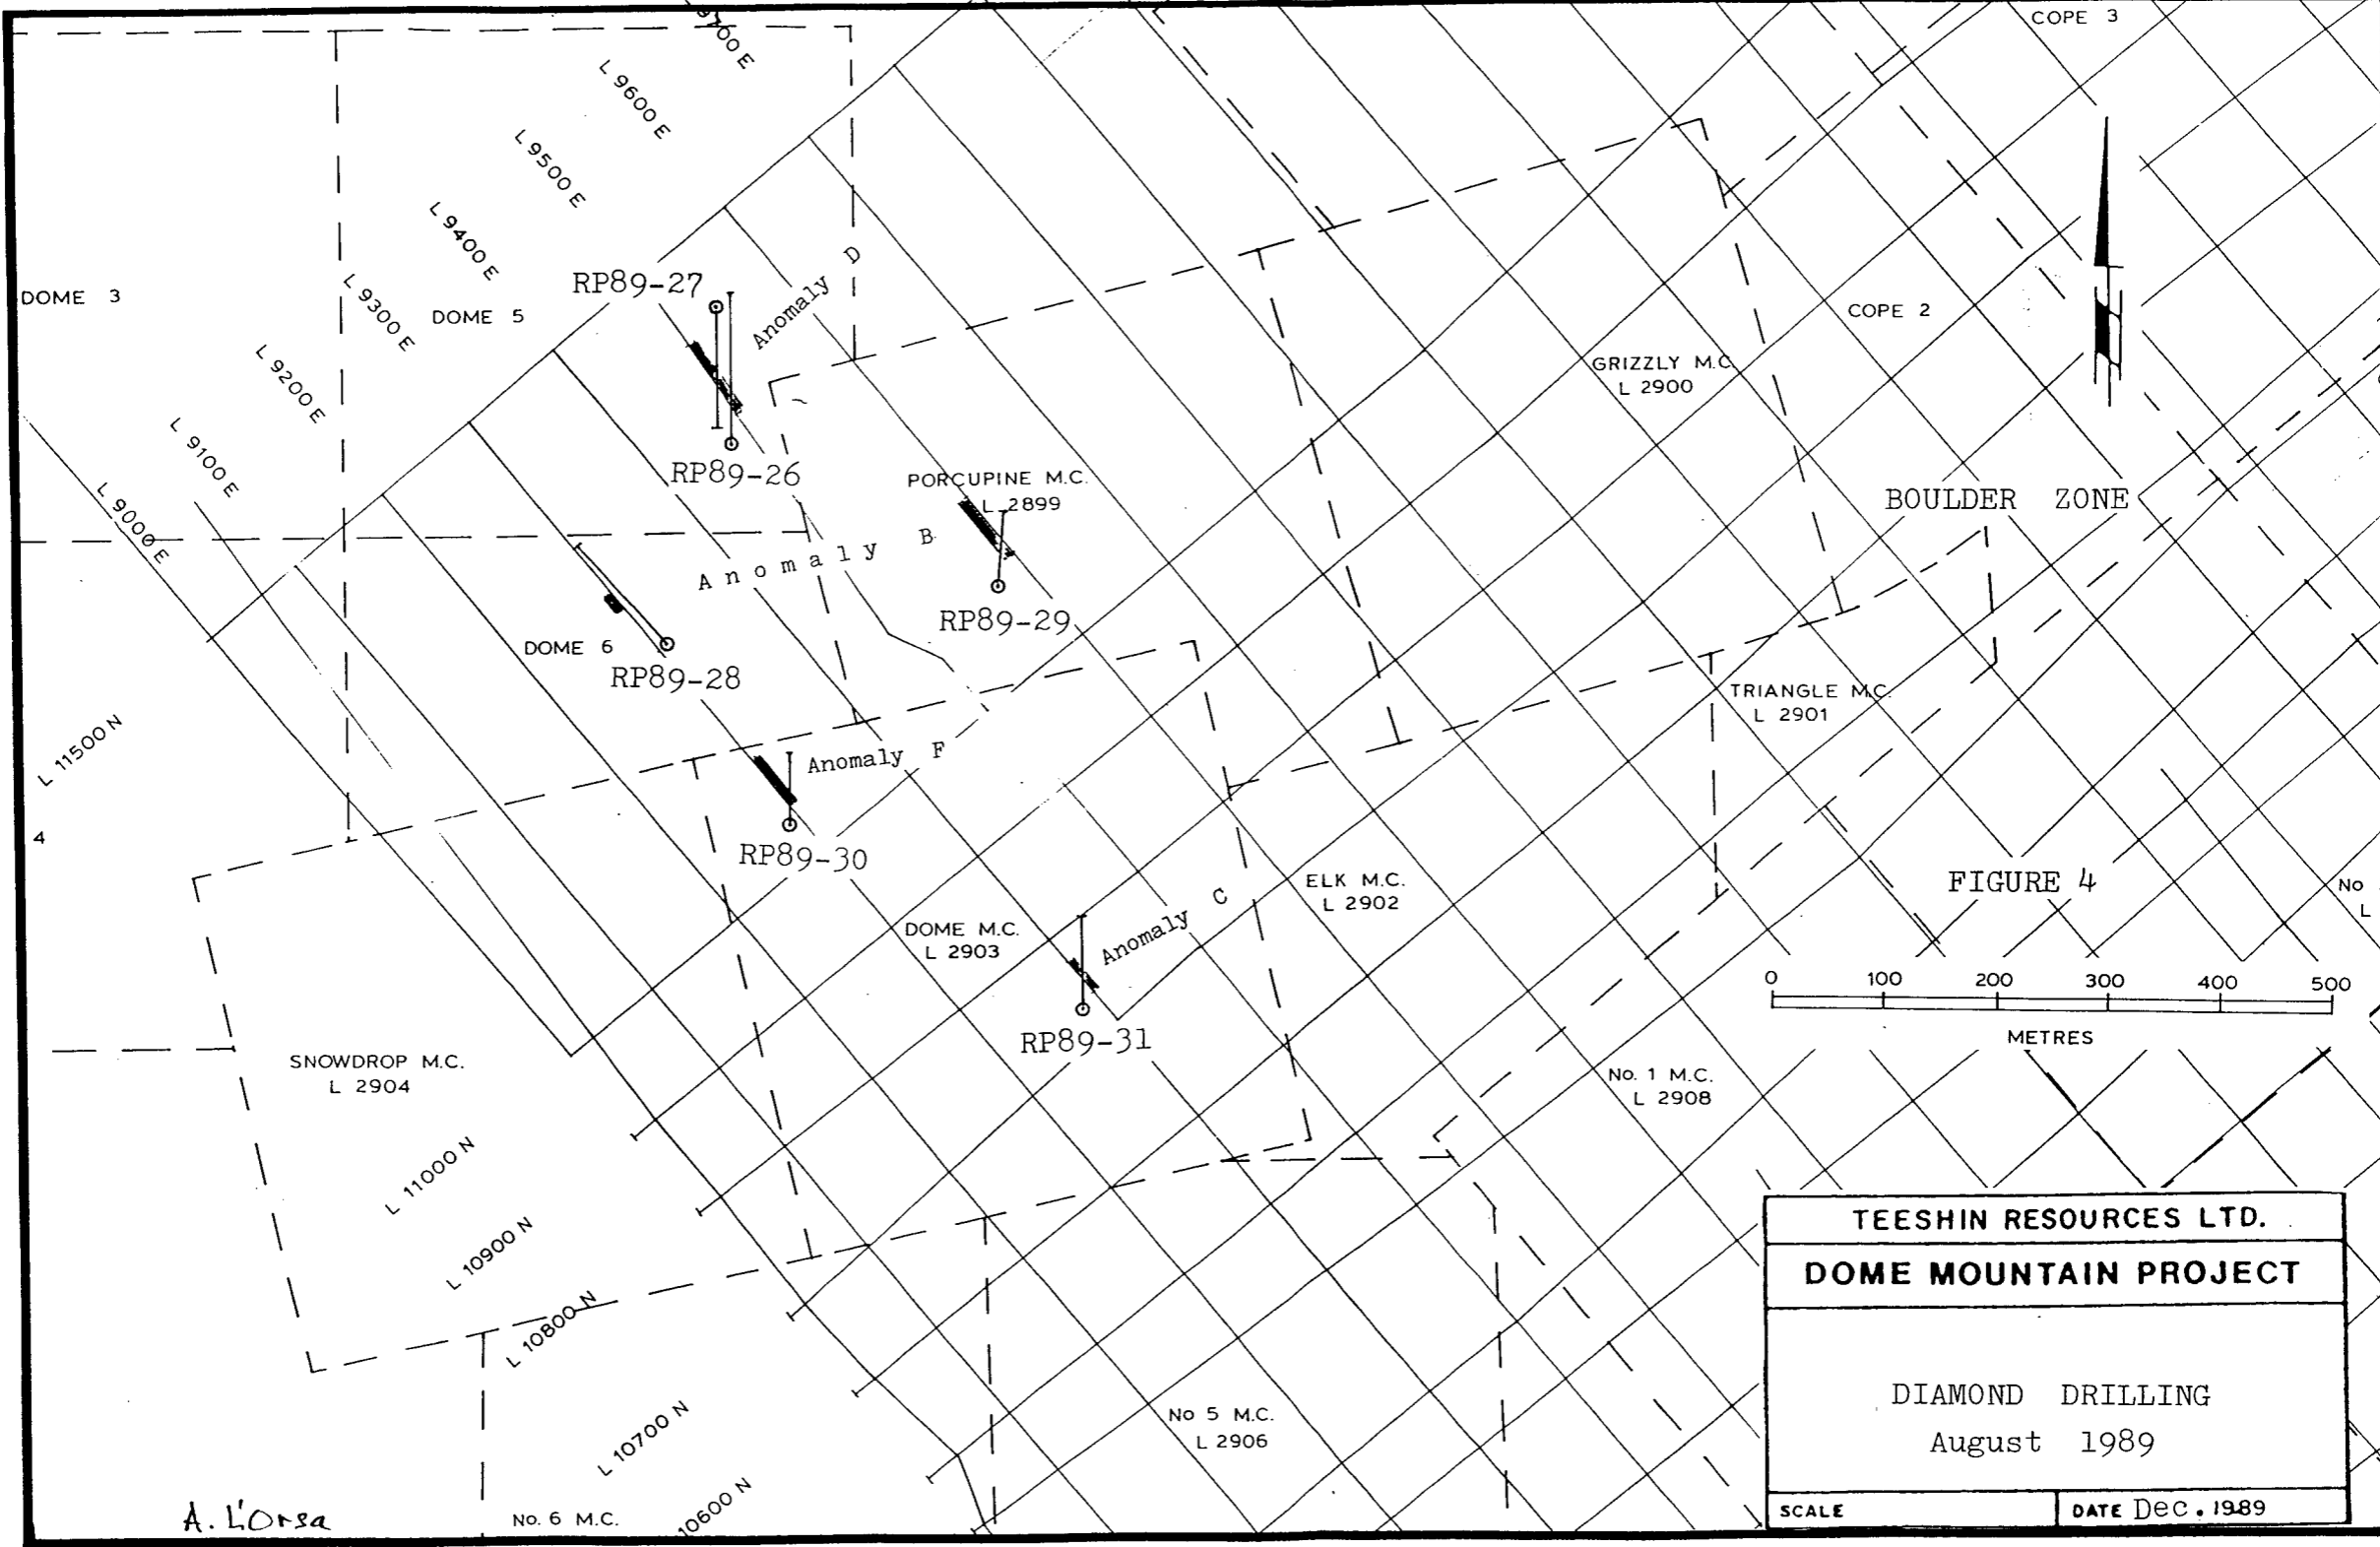 COPE 3
L 9700 E
L 9600 E
L 9500 E
L 9400 E
L 9300 E
L 9200 E
L 9100 E
L 9000 E
DOME 3
DOME 5
RP89-27
Anomaly D
RP89-26
COPE 2
GRIZZLY M.C.
L 2900
PORCUPINE M.C.
L 2899
BOULDER ZONE
Anomaly B
RP89-29
DOME 6
RP89-28
TRIANGLE M.C.
L 2901
L 11500 N
Anomaly F
4
RP89-30
ELK M.C.
L 2902
FIGURE 4
No
L
DOME M.C.
L 2903
Anomaly C
RP89-31
0 100 200 300 400 500
METRES
SNOWDROP M.C.
L 2904
No. 1 M.C.
L 2908
L 11000 N
L 10900 N
L 10800 N
L 10700 N
10600 N
No 5 M.C.
L 2906
No. 6 M.C.
A. L'Orsa
TEESHIN RESOURCES LTD.
DOME MOUNTAIN PROJECT
DIAMOND DRILLING
August 1989
SCALE
DATE Dec. 1989